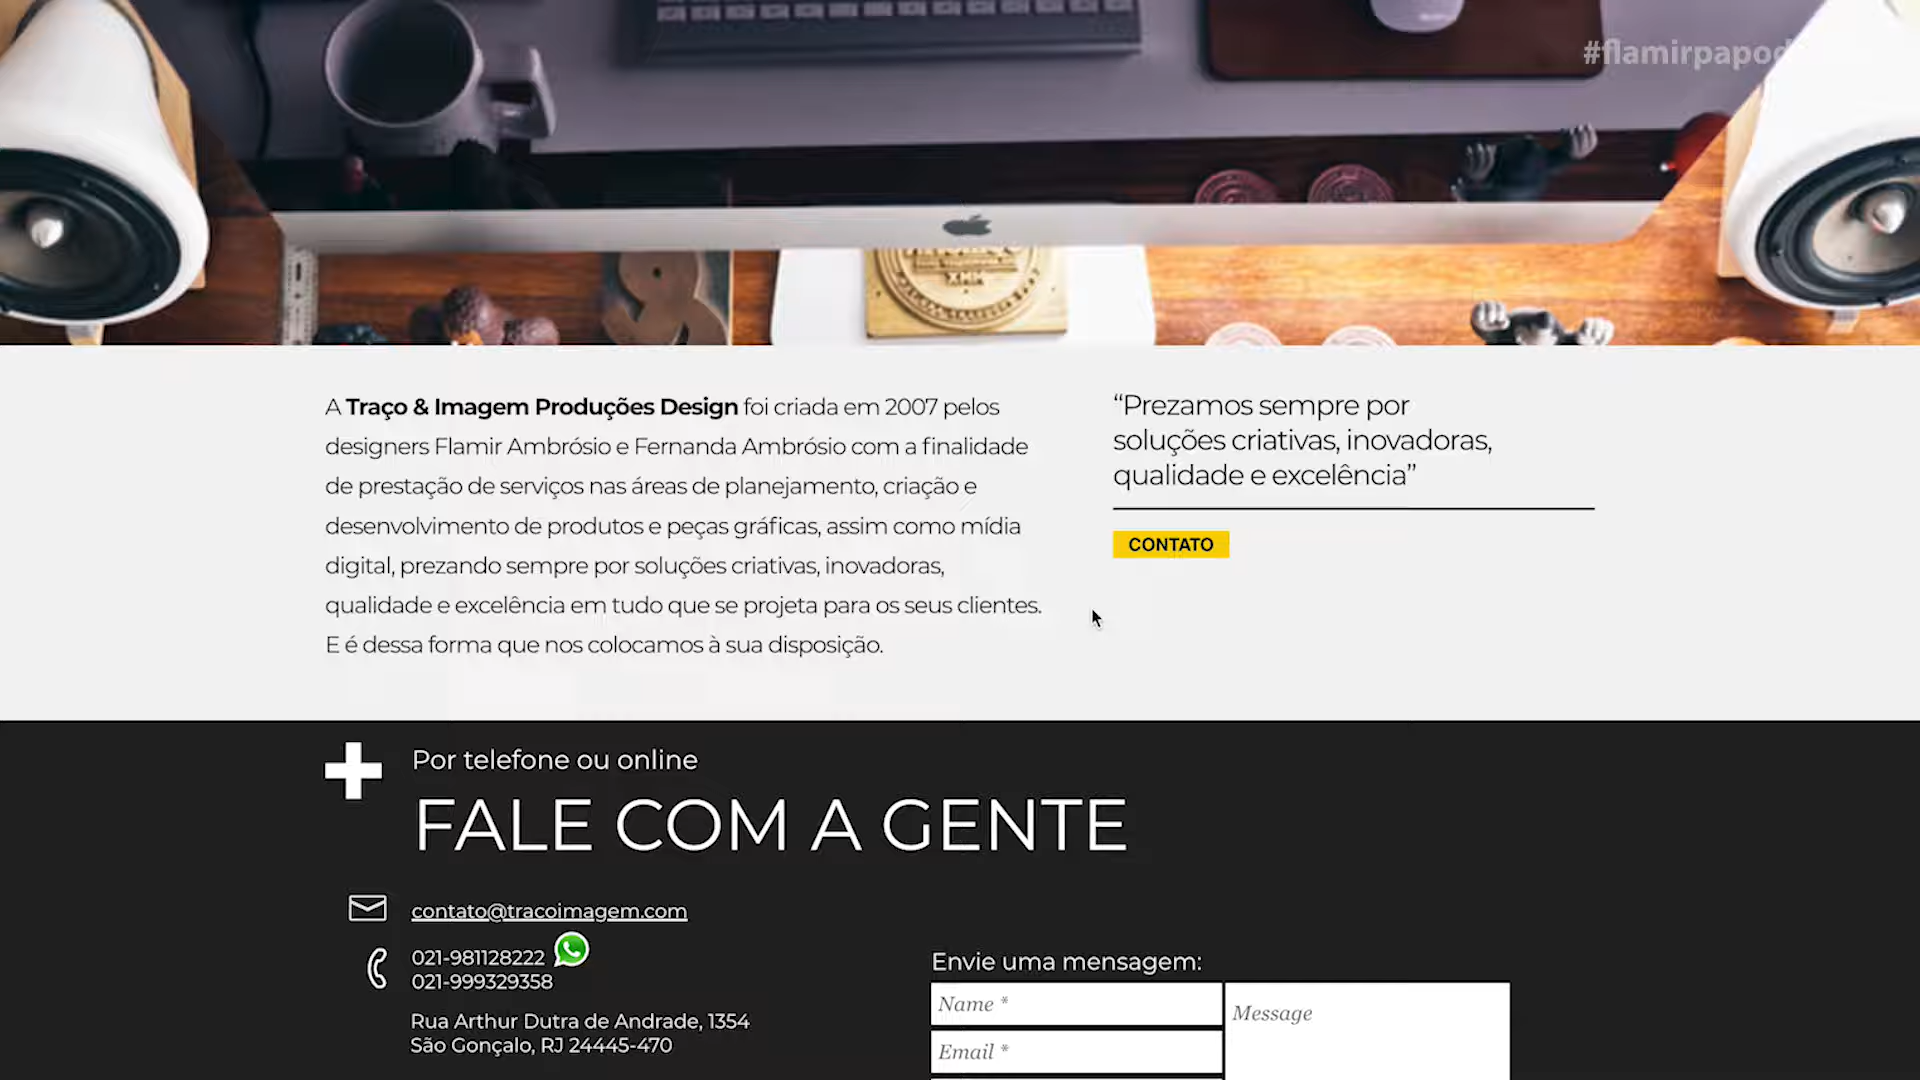 #flamirpapod
A Traço & Imagem Produções Design foi criada em 2007 pelos
designers Flamir Ambrósio e Fernanda Ambrósio com a finalidade
de prestação de serviços nas áreas de planejamento, criação e
desenvolvimento de produtos e peças gráficas, assim como mídia
digital, prezando sempre por soluções criativas, inovadoras,
qualidade e excelência em tudo que se projeta para os seus clientes.
E é dessa forma que nos colocamos à sua disposição.
“Prezamos sempre por
soluções criativas, inovadoras,
qualidade e excelência”
CONTATO
Por telefone ou online
FALE COM A GENTE
contato@tracoimagem.com
021-981128222
021-999329358
Rua Arthur Dutra de Andrade, 1354
São Gonçalo, RJ 24445-470
Envie uma mensagem:
Name *
Message
Email *